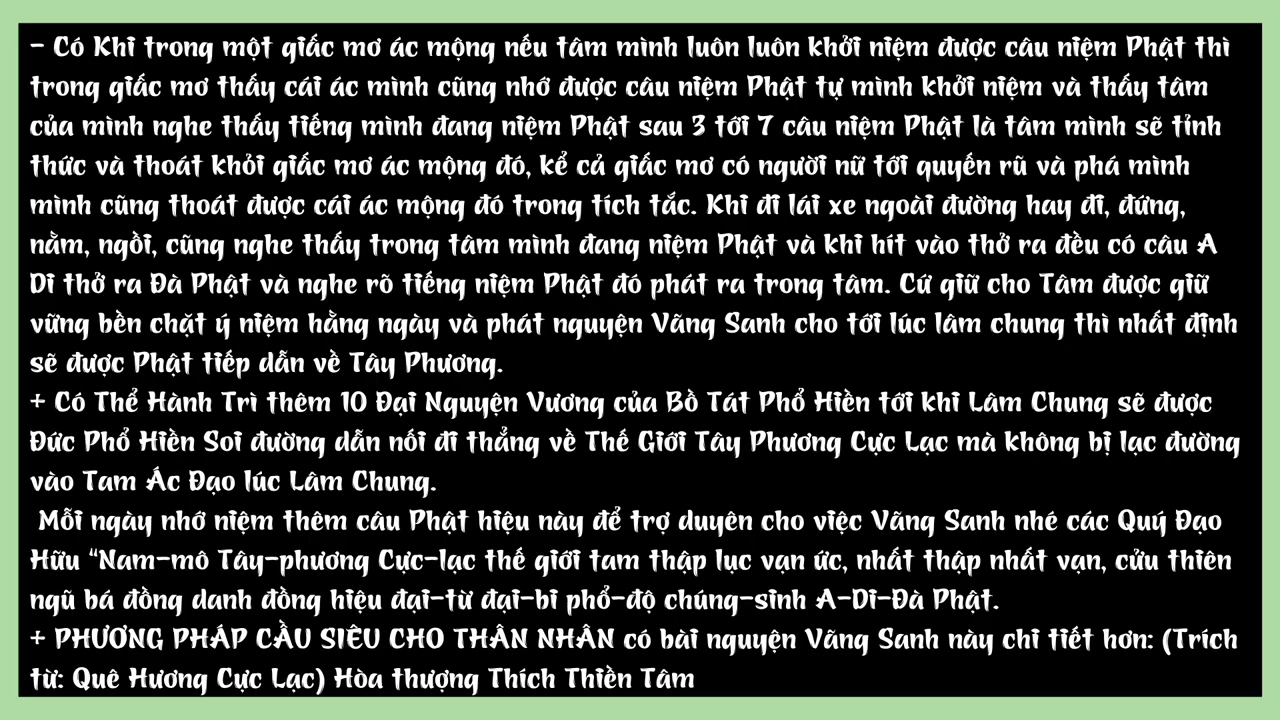 - Có Khi trong một giấc mơ ác mộng nếu tâm mình luôn luôn khởi niệm được câu niệm Phật thì
trong giấc mơ thấy cái ác mình cũng nhớ được câu niệm Phật tự mình khởi niệm và thấy tâm
của mình nghe thấy tiếng mình đang niệm Phật sau 3 tới 7 câu niệm Phật là tâm mình sẽ tỉnh
thức và thoát khỏi giấc mơ ác mộng đó, kể cả giấc mơ có người nữ tới quyến rũ và phá mình
mình cũng thoát được cái ác mộng đó trong tích tắc. Khi đi lái xe ngoài đường hay đi, đứng,
nằm, ngồi, cũng nghe thấy trong tâm mình đang niệm Phật và khi hít vào thở ra đều có câu A
Di thở ra Đà Phật và nghe rõ tiếng niệm Phật đó phát ra trong tâm. Cứ giữ cho Tâm được giữ
vững bền chặt ý niệm hằng ngày và phát nguyện Vãng Sanh cho tới lúc lâm chung thì nhất định
sẽ được Phật tiếp dẫn về Tây Phương.
+ Có Thể Hành Trì thêm 10 Đại Nguyện Vương của Bồ Tát Phổ Hiền tới khi Lâm Chung sẽ được
Đức Phổ Hiền Soi đường dẫn nối đi thẳng về Thế Giới Tây Phương Cực Lạc mà không bị lạc đường
vào Tam Ác Đạo lúc Lâm Chung.
Mỗi ngày nhớ niệm thêm câu Phật hiệu này để trợ duyên cho việc Vãng Sanh nhé các Quý Đạo
Hữu “Nam-mô Tây-phương Cực-lạc thế giới tam thập lục vạn ức, nhất thập nhất vạn, cửu thiên
ngũ bá đồng danh đồng hiệu đại-từ đại-bi phổ-độ chúng-sinh A-Di-Đà Phật.
+ PHƯƠNG PHÁP CẦU SIÊU CHO THÂN NHÂN có bài nguyện Vãng Sanh này chi tiết hơn: (Trích
từ: Quê Hương Cực Lạc) Hòa thượng Thích Thiền Tâm